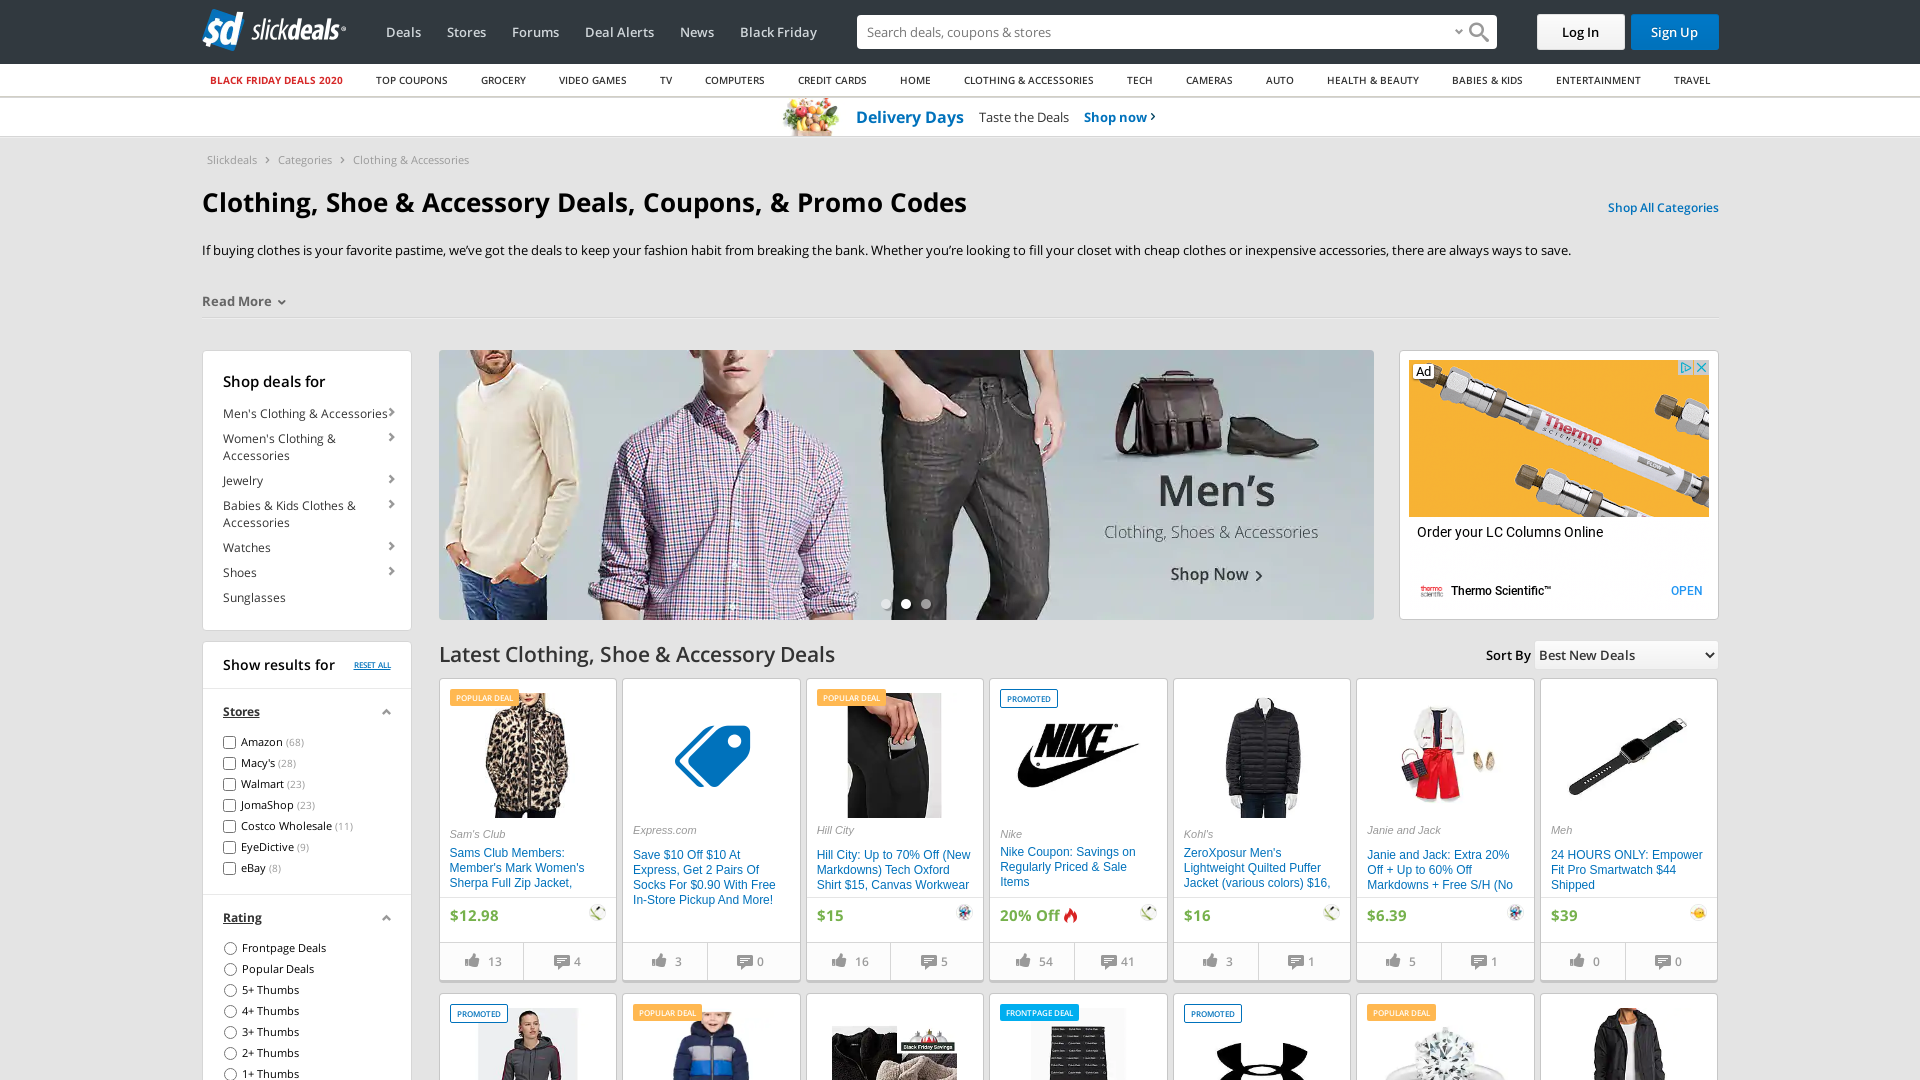 slickdeals
Deals
Stores
Forums
Deal Alerts
News
Black Friday
Search deals, coupons & stores
Log In
Sign Up
BLACK FRIDAY DEALS 2020
TOP COUPONS
GROCERY
VIDEO GAMES
TV
COMPUTERS
CREDIT CARDS
HOME
CLOTHING & ACCESSORIES
TECH
CAMERAS
AUTO
HEALTH & BEAUTY
BABIES & KIDS
ENTERTAINMENT
TRAVEL
Delivery Days Taste the Deals Shop now
Slickdeals
Categories
Clothing & Accessories
Clothing, Shoe & Accessory Deals, Coupons, & Promo Codes
Shop All Categories
If buying clothes is your favorite pastime, we've got the deals to keep your fashion habit from breaking the bank. Whether you're looking to fill your closet with cheap clothes or inexpensive accessories, there are always ways to save.
Read More
Shop deals for
Men's Clothing & Accessories
Women's Clothing &
Accessories
Jewelry
Babies & Kids Clothes &
Accessories
Watches
Shoes
Sunglasses
Men's
Clothing, Shoes & Accessories
Shop Now
Ad
Thermo
SCIENTIFIC
FLOW
Order your LC Columns Online
thermo
scientific
Thermo Scientific™
OPEN
Show results for
RESET ALL
Stores
Amazon (68)
Macy's (28)
Walmart (23)
JomaShop (23)
Costco Wholesale (11)
EyeDictive (9)
eBay (8)
Rating
Frontpage Deals
Popular Deals
5+ Thumbs
4+ Thumbs
3+ Thumbs
2+ Thumbs
1+ Thumbs
Latest Clothing, Shoe & Accessory Deals
Sort By
Best New Deals
POPULAR DEAL
Sam's Club
Sams Club Members:
Member's Mark Women's
Sherpa Full Zip Jacket,
$12.98
13
4
Express.com
Save $10 Off $10 At
Express, Get 2 Pairs Of
Socks For $0.90 With Free
In-Store Pickup And More!
3
0
POPULAR DEAL
Hill City
Hill City: Up to 70% Off (New
Markdowns) Tech Oxford
Shirt $15, Canvas Workwear
$15
16
5
PROMOTED
NIKE
Nike
Nike Coupon: Savings on
Regularly Priced & Sale
Items
20% Off
54
41
Kohl's
ZeroXposur Men's
Lightweight Quilted Puffer
Jacket (various colors) $16,
$16
3
1
Janie and Jack
Janie and Jack: Extra 20%
Off + Up to 60% Off
Markdowns + Free S/H (No
$6.39
5
1
Meh
24 HOURS ONLY: Empower
Fit Pro Smartwatch $44
Shipped
$39
0
0
PROMOTED
POPULAR DEAL
Black Friday Savings
FRONTPAGE DEAL
PROMOTED
POPULAR DEAL